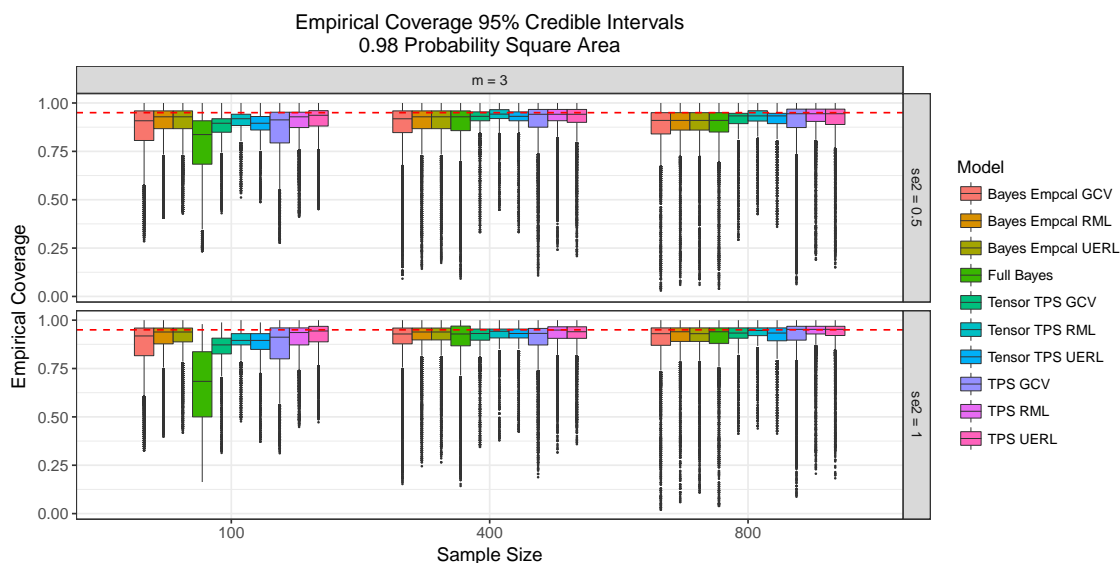 Empirical Coverage 95% Credible Intervals
0.98 Probability Square Area
m = 3
Empirical Coverage
1.00
0.75
0.50
0.25
0.00
se2 = 0.5
1.00
0.75
0.50
0.25
0.00
se2 = 1
100
400
800
Sample Size
Model
Bayes Empcal GCV
Bayes Empcal RML
Bayes Empcal UERL
Full Bayes
Tensor TPS GCV
Tensor TPS RML
Tensor TPS UERL
TPS GCV
TPS RML
TPS UERL